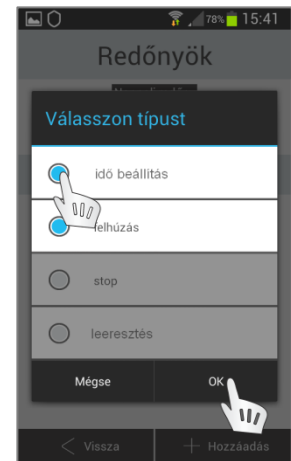 78% 15:41
Redőnyök
Válasszon típust
idő beállítás
felhúzás
stop
leeresztés
Mégse OK
Vissza Hozzáadás